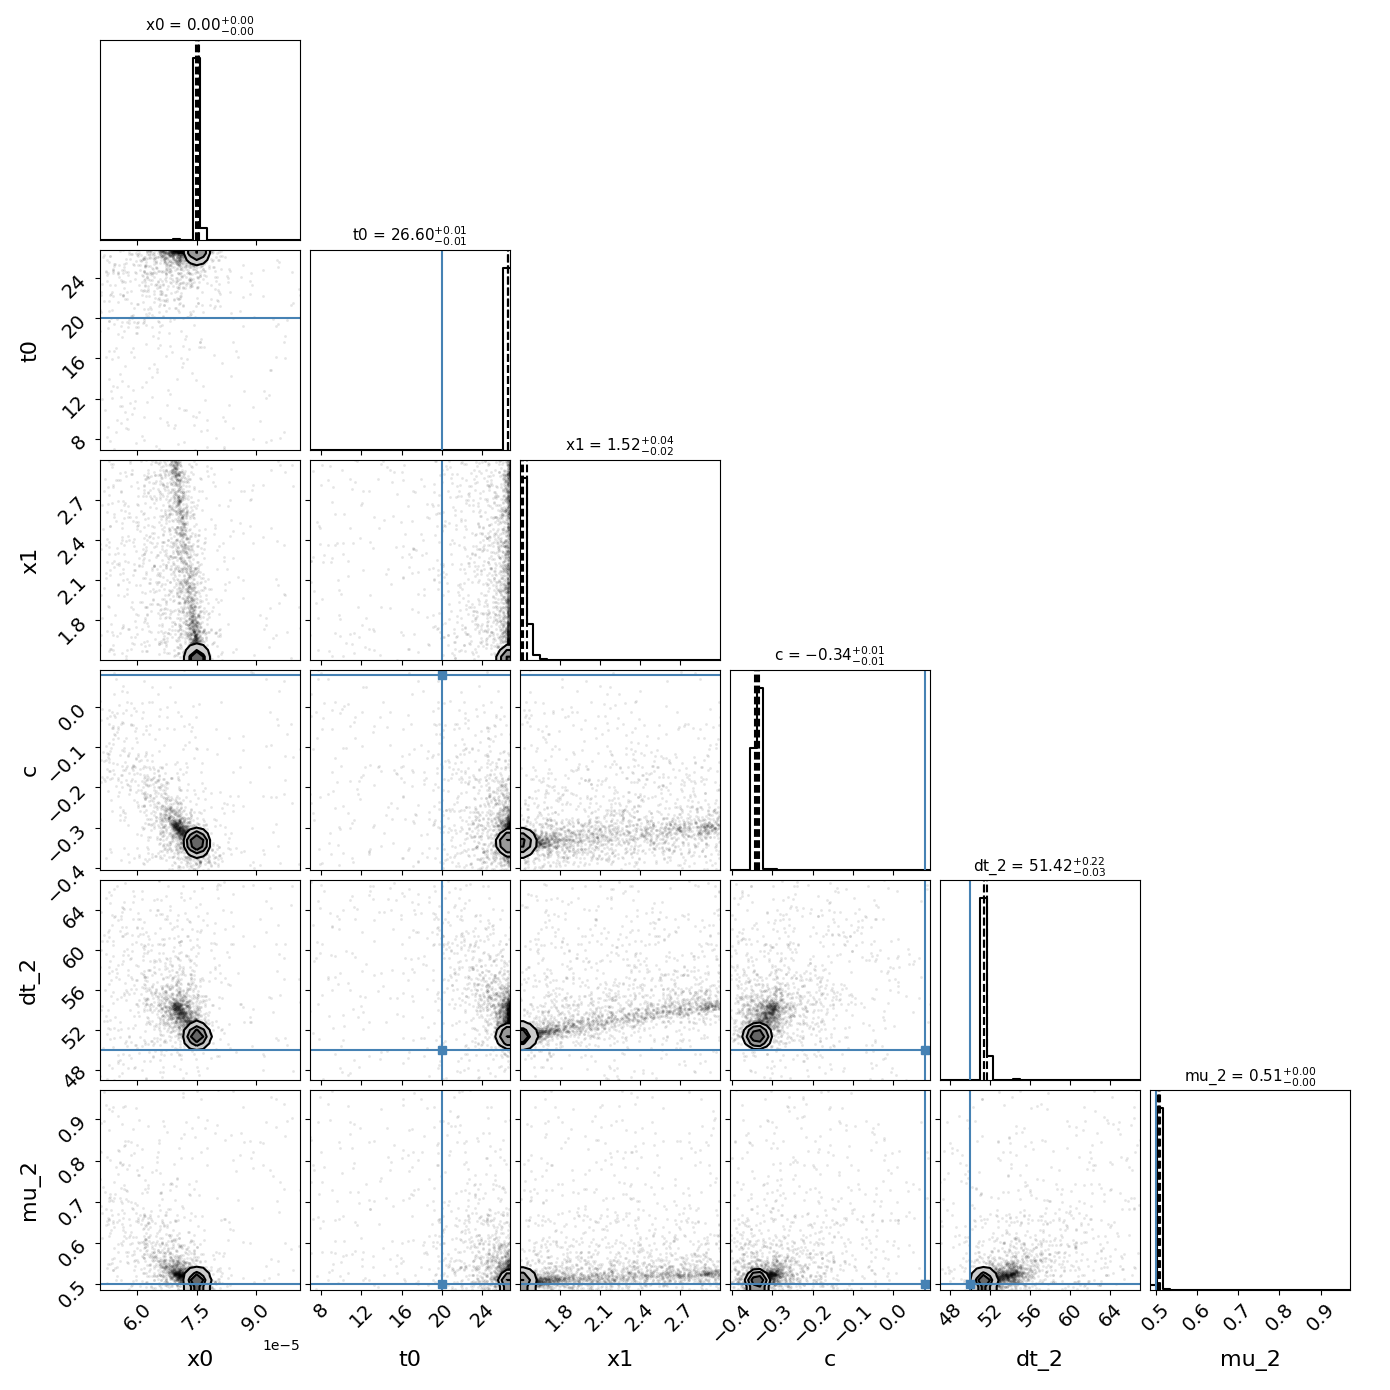 x0 = 0.00+0.00−0.00
t0 = 26.60+0.01−0.01
24
20
16
12
8
t0
x1 = 1.52+0.04−0.02
2.7
2.4
2.1
1.8
x1
c = −0.34+0.01−0.01
0.0
−0.1
−0.2
−0.3
−0.4
c
dt_2 = 51.42+0.22−0.03
64
60
56
52
48
dt_2
mu_2 = 0.51+0.00−0.00
0.9
0.8
0.7
0.6
0.5
mu_2
6.0 7.5 9.0 8 12 16 20 24 1.8 2.1 2.4 2.7 −0.4 −0.3 −0.2 −0.1 0.0 48 52 56 60 64 0.5 0.6 0.7 0.8 0.9
1e−5
x0 t0 x1 c dt_2 mu_2